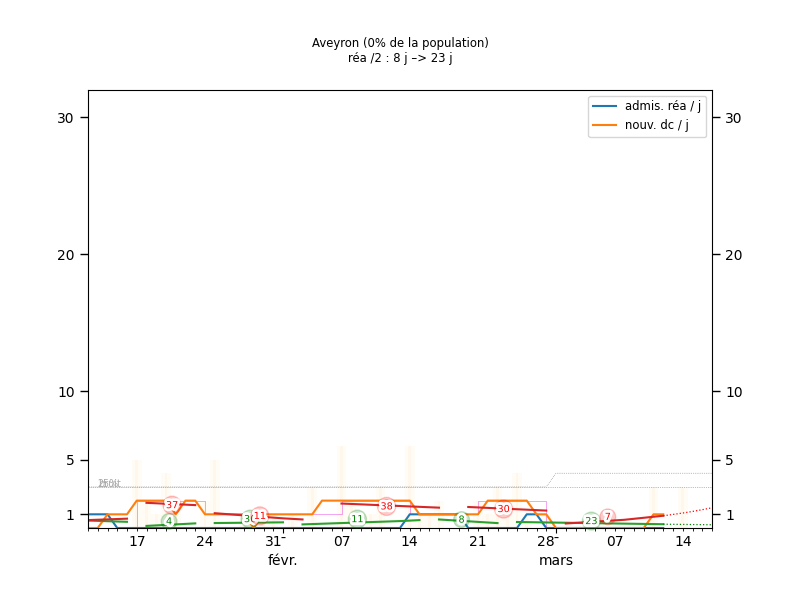 Aveyron (0% de la population)
réa /2 : 8 j –> 23 j
admis. réa / j
nouv. dc / j
30 30
20 20
10 10
5 5
1 1
37 11 38 30 7
4 11 8 23
17 24 31- 07 14 21 28- 07 14
févr. mars